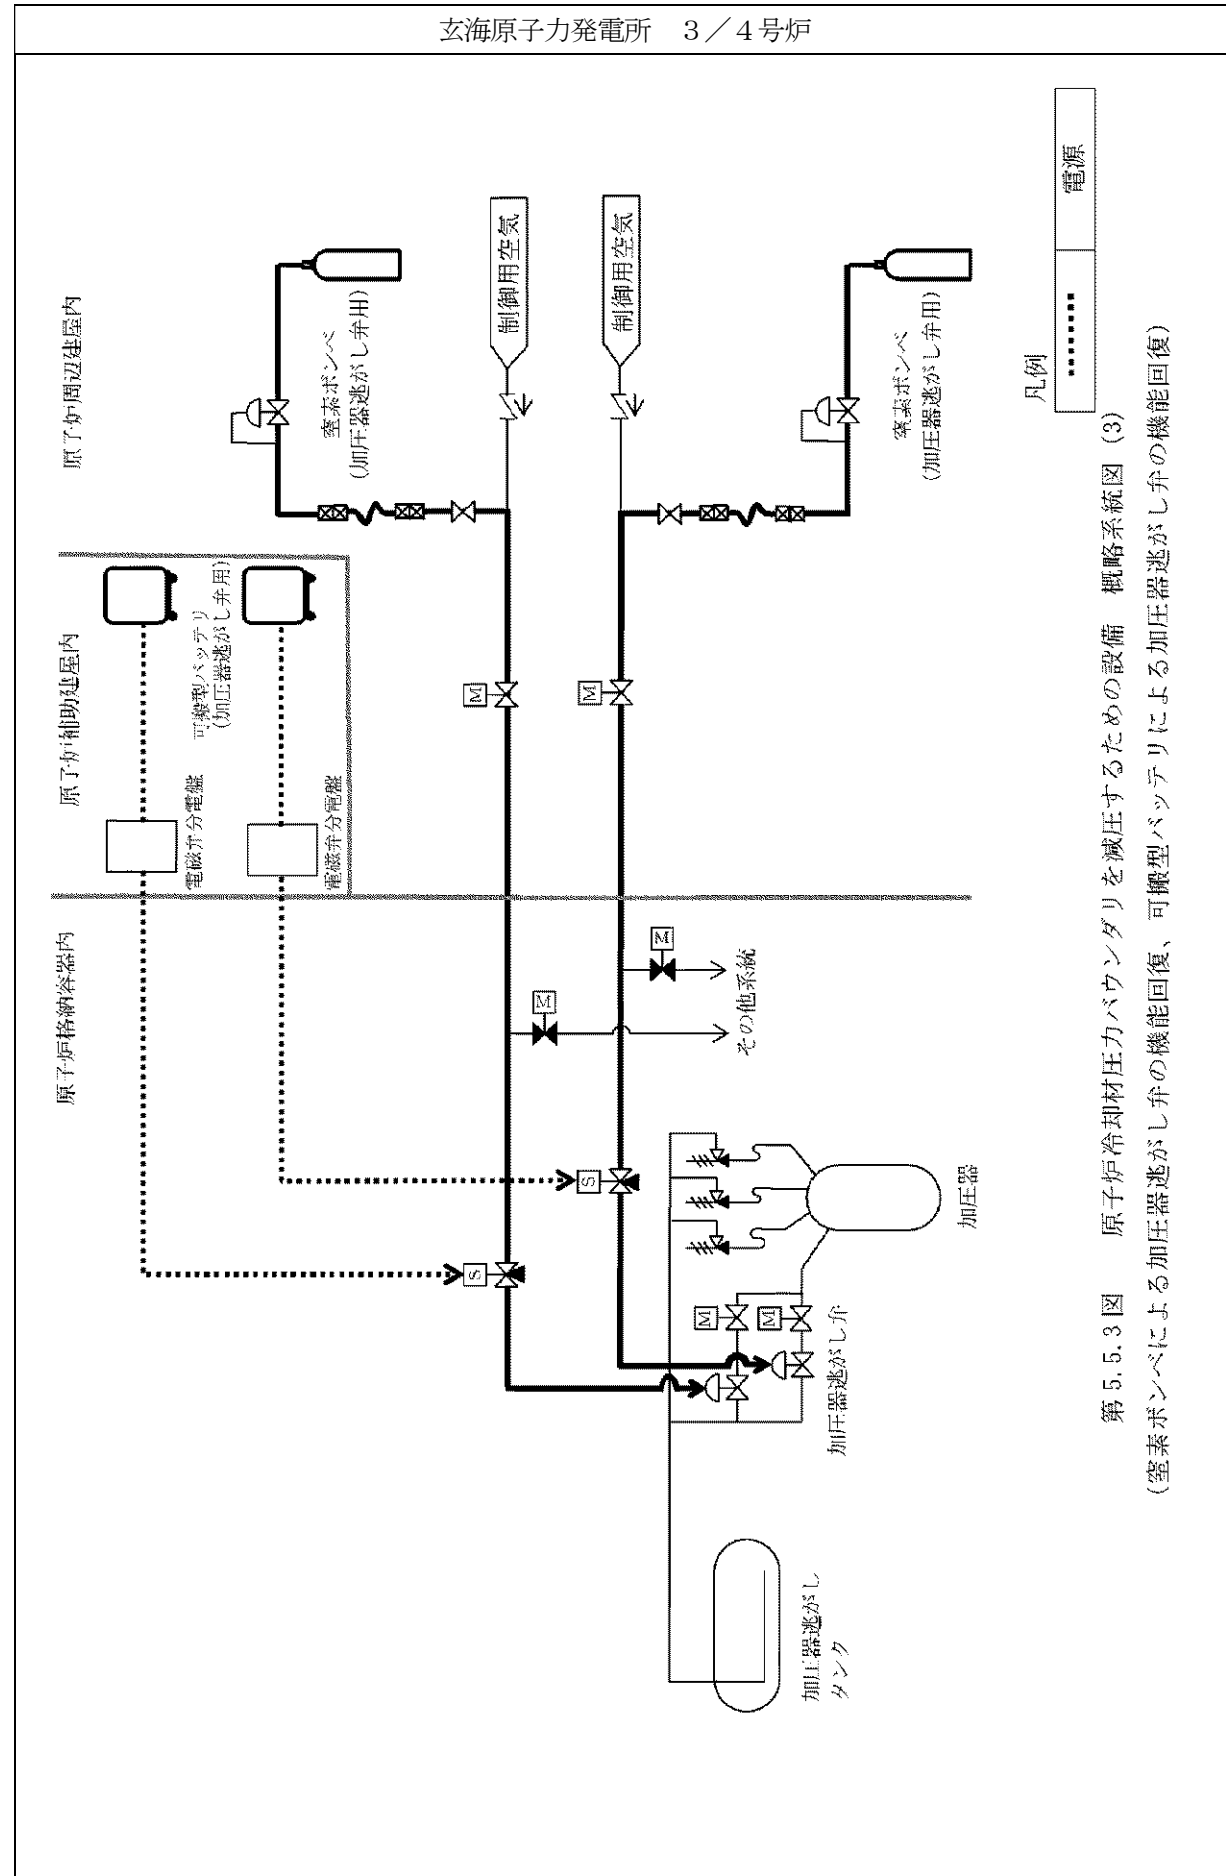 玄海原子力発電所　３／４号炉
原子炉格納容器内
原子炉補助建屋内
原子炉周辺建屋内
電磁弁分電盤
可搬型バッテリ
(加圧器逃がし弁用)
電磁弁分電盤
窒素ボンベ
(加圧器逃がし弁用)
制御用空気
制御用空気
窒素ボンベ
(加圧器逃がし弁用)
M
M
M
M
その他系統
S
S
M
M
加圧器逃がし弁
加圧器
加圧器逃がし
タンク
凡例
電源
第5.5.3図　原子炉冷却材圧力バウンダリを減圧するための設備　概略系統図 (3)
(窒素ボンベによる加圧器逃がし弁の機能回復、可搬型バッテリによる加圧器逃がし弁の機能回復)